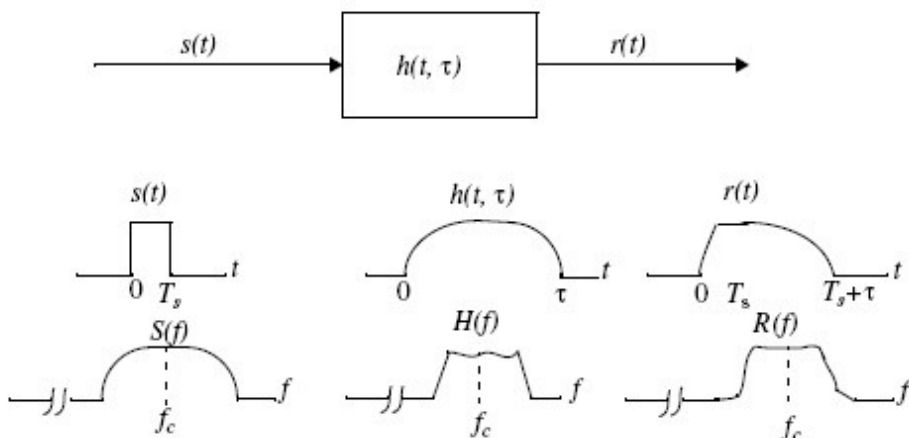 s(t) h(t, τ) r(t)
s(t) h(t, τ) r(t)
t t t
0 T_s 0 τ 0 T_s T_s+τ
S(f) H(f) R(f)
f f f
f_c f_c f_c